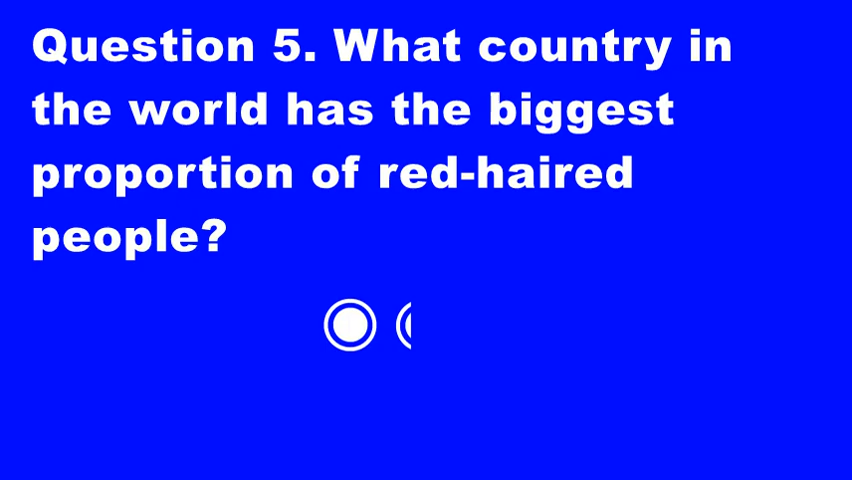 Question 5. What country in
the world has the biggest
proportion of red-haired
people?